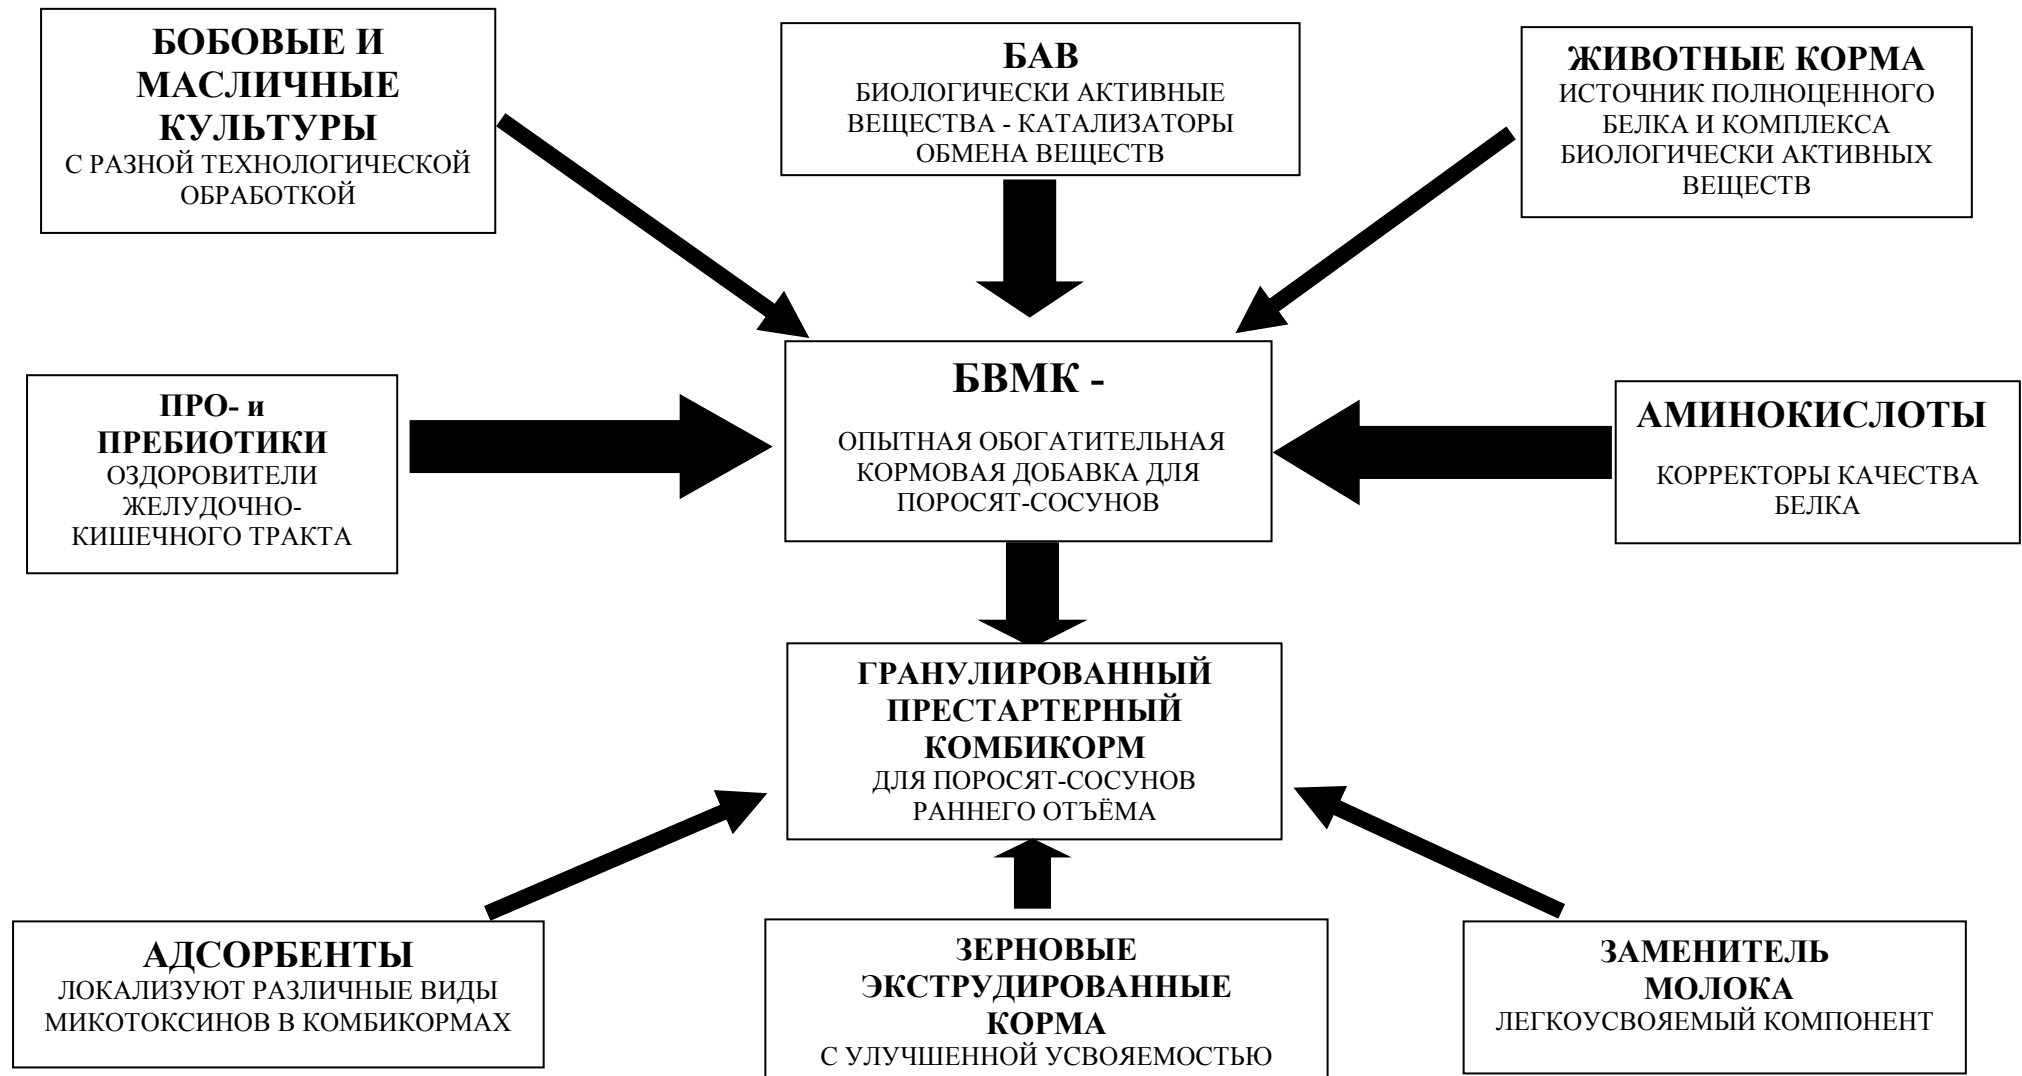 БОБОВЫЕ И
МАСЛИЧНЫЕ
КУЛЬТУРЫ
С РАЗНОЙ ТЕХНОЛОГИЧЕСКОЙ
ОБРАБОТКОЙ
БАВ
БИОЛОГИЧЕСКИ АКТИВНЫЕ
ВЕЩЕСТВА - КАТАЛИЗАТОРЫ
ОБМЕНА ВЕЩЕСТВ
ЖИВОТНЫЕ КОРМА
ИСТОЧНИК ПОЛНОЦЕННОГО
БЕЛКА И КОМПЛЕКСА
БИОЛОГИЧЕСКИ АКТИВНЫХ
ВЕЩЕСТВ
ПРО- и
ПРЕБИОТИКИ
ОЗДОРОВИТЕЛИ
ЖЕЛУДОЧНО-
КИШЕЧНОГО ТРАКТА
БВМК -
ОПЫТНАЯ ОБОГАТИТЕЛЬНАЯ
КОРМОВАЯ ДОБАВКА ДЛЯ
ПОРОСЯТ-СОСУНОВ
АМИНОКИСЛОТЫ
КОРРЕКТОРЫ КАЧЕСТВА
БЕЛКА
ГРАНУЛИРОВАННЫЙ
ПРЕСТАРТЕРНЫЙ
КОМБИКОРМ
ДЛЯ ПОРОСЯТ-СОСУНОВ
РАННЕГО ОТЪЁМА
АДСОРБЕНТЫ
ЛОКАЛИЗУЮТ РАЗЛИЧНЫЕ ВИДЫ
МИКОТОКСИНОВ В КОМБИКОРМАХ
ЗЕРНОВЫЕ
ЭКСТРУДИРОВАННЫЕ
КОРМА
С УЛУЧШЕННОЙ УСВОЯЕМОСТЬЮ
ЗАМЕНИТЕЛЬ
МОЛОКА
ЛЕГКОУСВОЯЕМЫЙ КОМПОНЕНТ